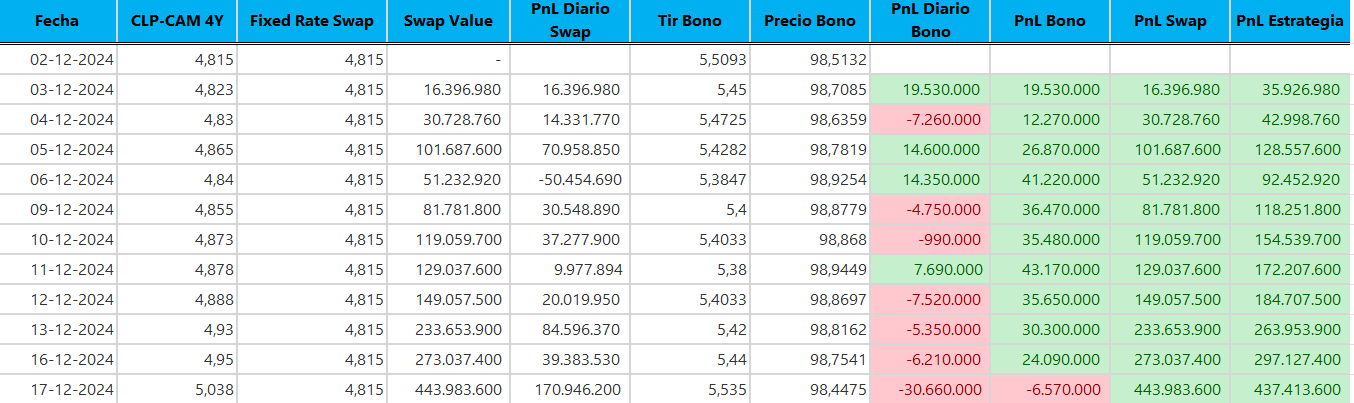 Fecha CLP-CAM 4Y Fixed Rate Swap Swap Value PnL Diario Swap Tir Bono Precio Bono PnL Diario Bono PnL Bono PnL Swap PnL Estrategia
02-12-2024 4,815 4,815 - 5,5093 98,5132
03-12-2024 4,823 4,815 16.396.980 16.396.980 5,45 98,7085 19.530.000 19.530.000 16.396.980 35.926.980
04-12-2024 4,83 4,815 30.728.760 14.331.770 5,4725 98,6359 -7.260.000 12.270.000 30.728.760 42.998.760
05-12-2024 4,865 4,815 101.687.600 70.958.850 5,4282 98,7819 14.600.000 26.870.000 101.687.600 128.557.600
06-12-2024 4,84 4,815 51.232.920 -50.454.690 5,3847 98,9254 14.350.000 41.220.000 51.232.920 92.452.920
09-12-2024 4,855 4,815 81.781.800 30.548.890 5,4 98,8779 -4.750.000 36.470.000 81.781.800 118.251.800
10-12-2024 4,873 4,815 119.059.700 37.277.900 5,4033 98,868 -990.000 35.480.000 119.059.700 154.539.700
11-12-2024 4,878 4,815 129.037.600 9.977.894 5,38 98,9449 7.690.000 43.170.000 129.037.600 172.207.600
12-12-2024 4,888 4,815 149.057.500 20.019.950 5,4033 98,8697 -7.520.000 35.650.000 149.057.500 184.707.500
13-12-2024 4,93 4,815 233.653.900 84.596.370 5,42 98,8162 -5.350.000 30.300.000 233.653.900 263.953.900
16-12-2024 4,95 4,815 273.037.400 39.383.530 5,44 98,7541 -6.210.000 24.090.000 273.037.400 297.127.400
17-12-2024 5,038 4,815 443.983.600 170.946.200 5,535 98,4475 -30.660.000 -6.570.000 443.983.600 437.413.600